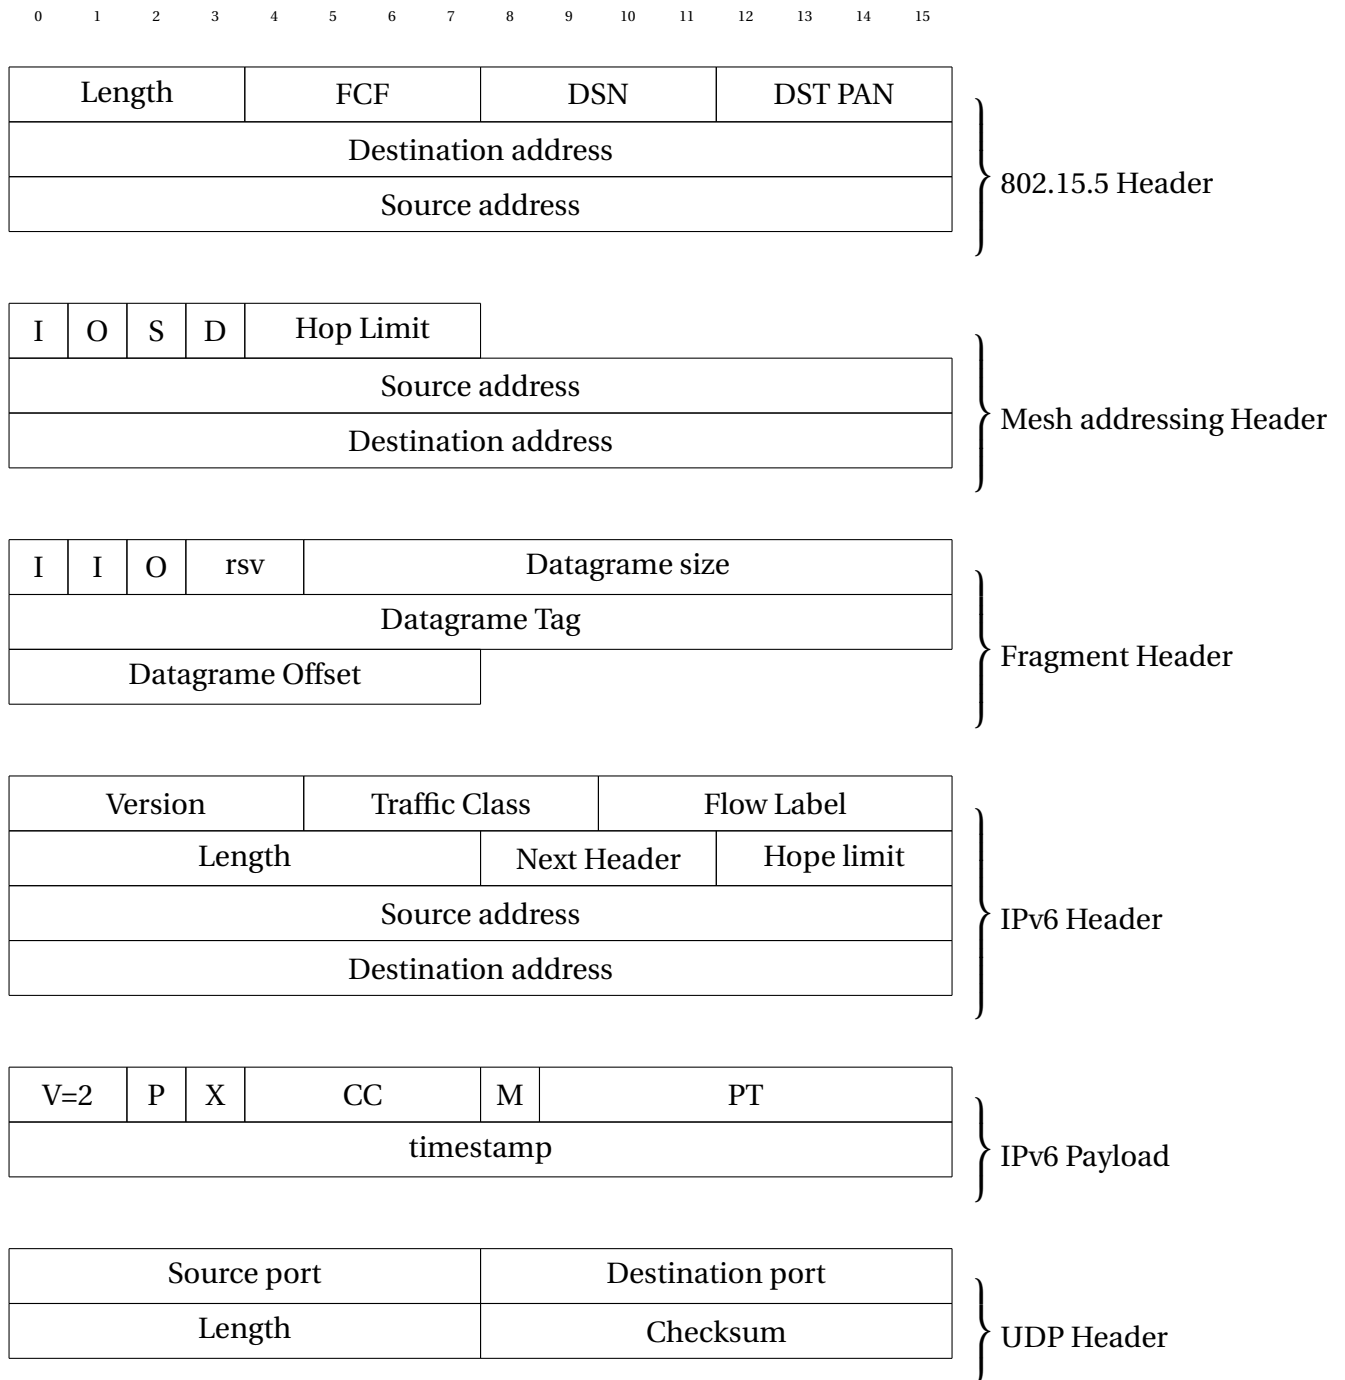 0 1 2 3 4 5 6 7 8 9 10 11 12 13 14 15
Length FCF DSN DST PAN
Destination address
Source address
802.15.5 Header
I O S D Hop Limit
Source address
Destination address
Mesh addressing Header
I I O rsv Datagrame size
Datagrame Tag
Datagrame Offset
Fragment Header
Version Traffic Class Flow Label
Length Next Header Hope limit
Source address
Destination address
IPv6 Header
V=2 P X CC M PT
timestamp
IPv6 Payload
Source port Destination port
Length Checksum
UDP Header